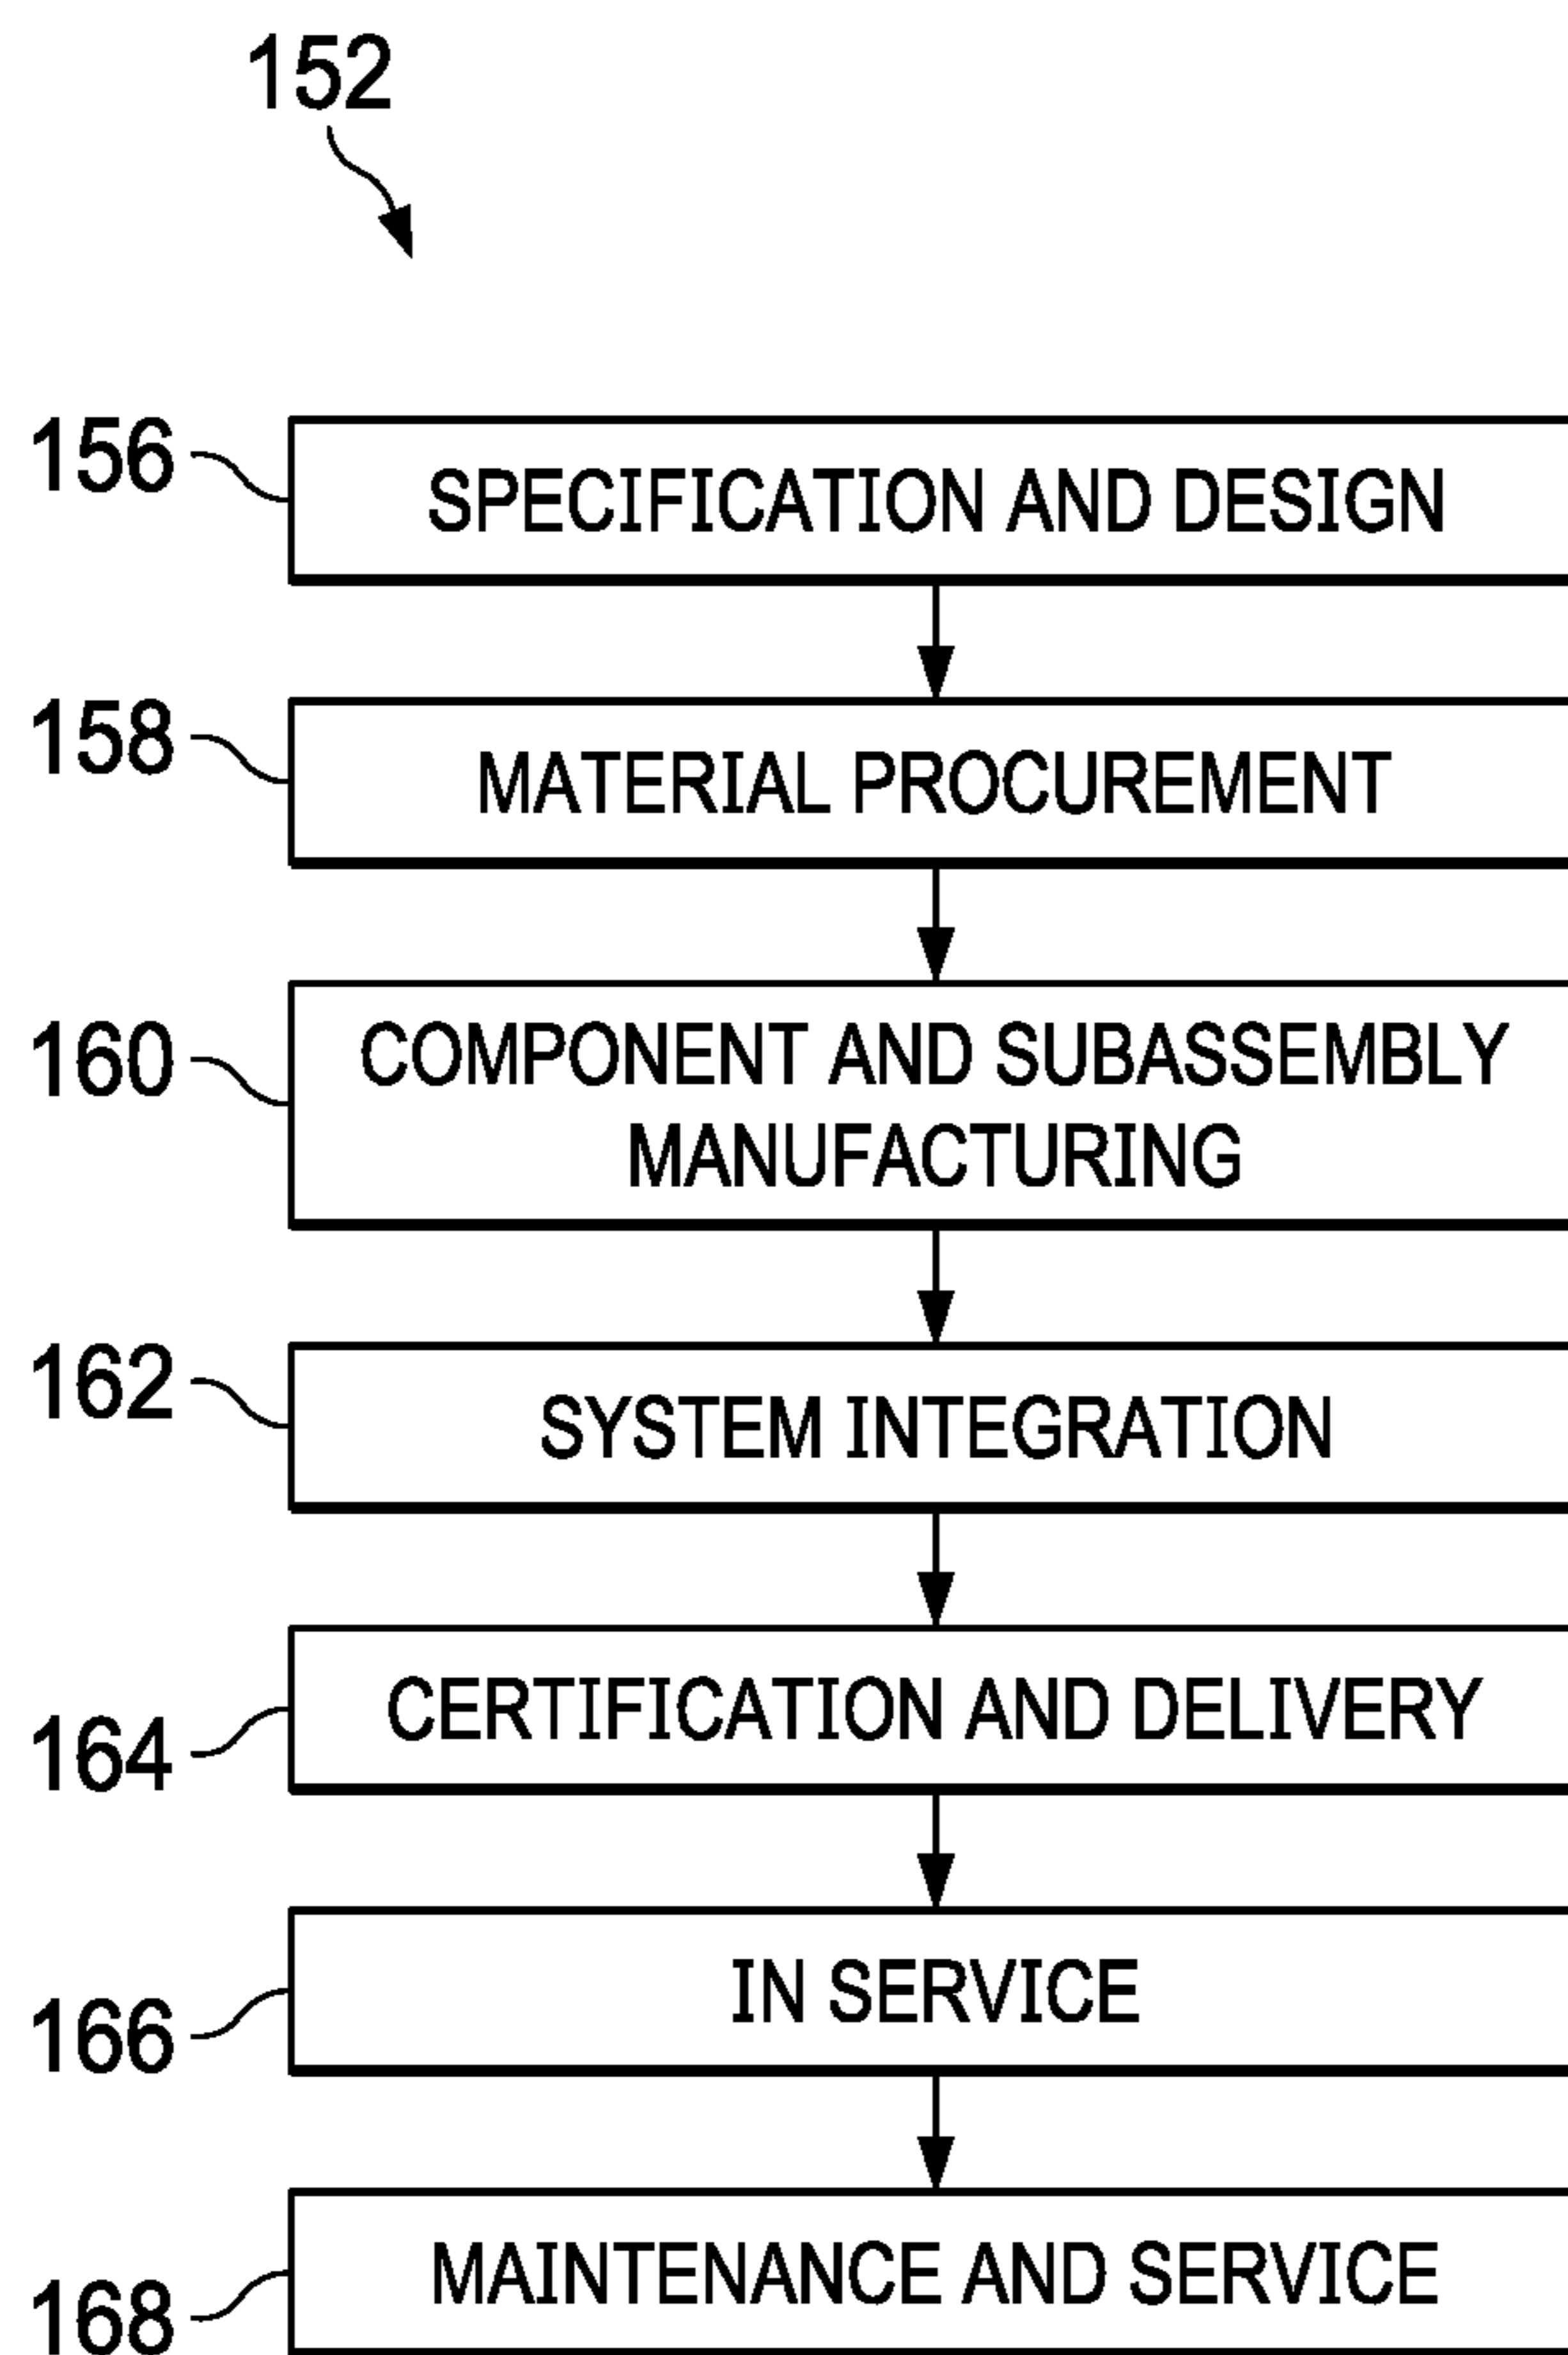 152
156
SPECIFICATION AND DESIGN
158
MATERIAL PROCUREMENT
160
COMPONENT AND SUBASSEMBLY
MANUFACTURING
162
SYSTEM INTEGRATION
164
CERTIFICATION AND DELIVERY
166
IN SERVICE
168
MAINTENANCE AND SERVICE